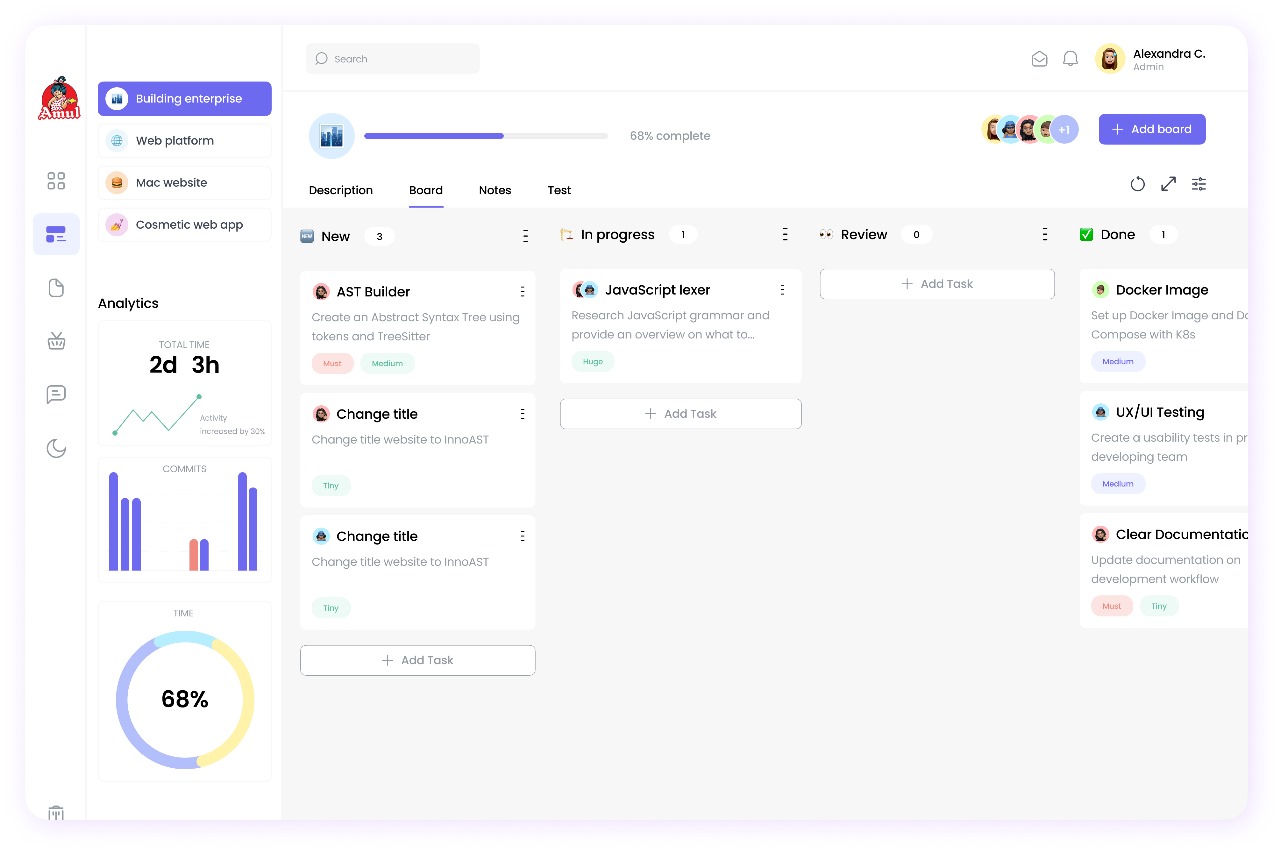 Search
Alexandra C.
Admin
Amul
Building enterprise
Web platform
Mac website
Cosmetic web app
Analytics
TOTAL TIME
2d 3h
Activity
increased by 30%
COMMITS
TIME
68%
68% complete
+1
Add board
Description
Board
Notes
Test
NEW
New
3
AST Builder
Create an Abstract Syntax Tree using
tokens and TreeSitter
Must
Medium
Change title
Change title website to InnoAST
Tiny
Change title
Change title website to InnoAST
Tiny
Add Task
In progress
1
JavaScript lexer
Research JavaScript grammar and
provide an overview on what to...
Huge
Add Task
Review
0
Add Task
Done
1
Docker Image
Set up Docker Image and Do
Compose with K8s
Medium
UX/UI Testing
Create a usability tests in pr
developing team
Medium
Clear Documentatio
Update documentation on
development workflow
Must
Tiny